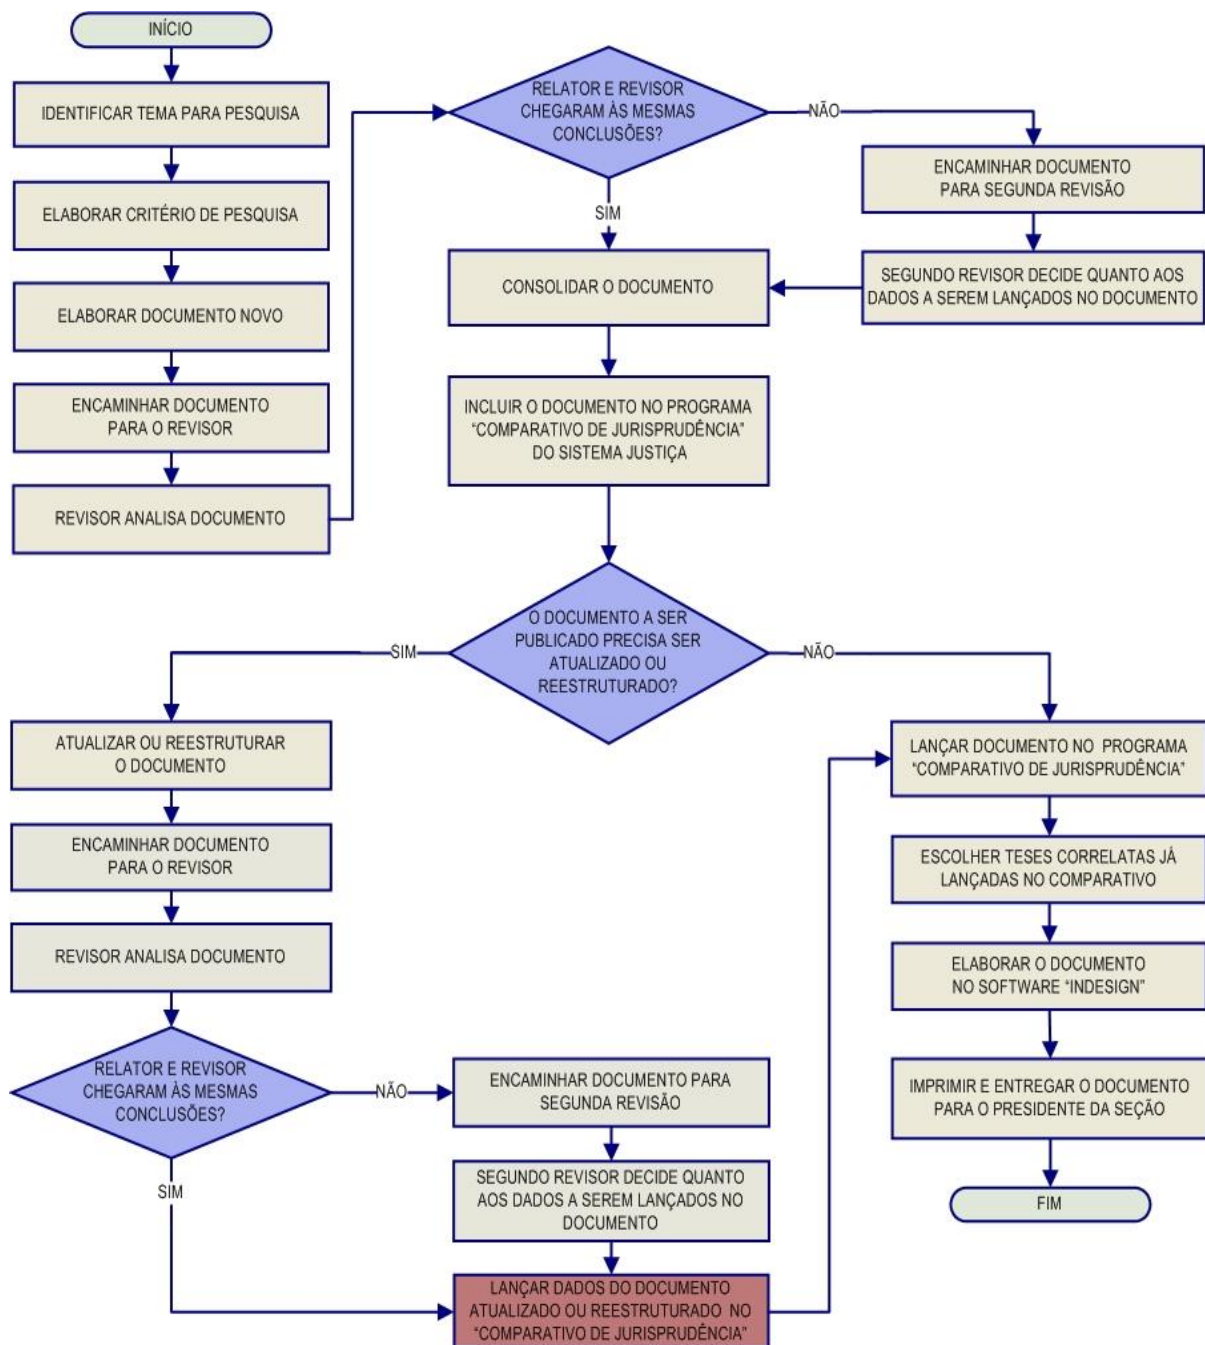 INÍCIO
IDENTIFICAR TEMA PARA PESQUISA
ELABORAR CRITÉRIO DE PESQUISA
ELABORAR DOCUMENTO NOVO
ENCAMINHAR DOCUMENTO
PARA O REVISOR
REVISOR ANALISA DOCUMENTO
RELATOR E REVISOR
CHEGARAM ÀS MESMAS
CONCLUSÕES?
NÃO
ENCAMINHAR DOCUMENTO
PARA SEGUNDA REVISÃO
SEGUNDO REVISOR DECIDE QUANTO AOS
DADOS A SEREM LANÇADOS NO DOCUMENTO
SIM
CONSOLIDAR O DOCUMENTO
INCLUIR O DOCUMENTO NO PROGRAMA
“COMPARATIVO DE JURISPRUDÊNCIA”
DO SISTEMA JUSTIÇA
O DOCUMENTO A SER
PUBLICADO PRECISA SER
ATUALIZADO OU
REESTRUTURADO?
SIM
NÃO
ATUALIZAR OU REESTRUTURAR
O DOCUMENTO
ENCAMINHAR DOCUMENTO
PARA O REVISOR
REVISOR ANALISA DOCUMENTO
RELATOR E REVISOR
CHEGARAM ÀS MESMAS
CONCLUSÕES?
NÃO
ENCAMINHAR DOCUMENTO PARA
SEGUNDA REVISÃO
SEGUNDO REVISOR DECIDE QUANTO
AOS DADOS A SEREM LANÇADOS NO
DOCUMENTO
SIM
LANÇAR DADOS DO DOCUMENTO
ATUALIZADO OU REESTRUTURADO NO
“COMPARATIVO DE JURISPRUDÊNCIA”
LANÇAR DOCUMENTO NO PROGRAMA
“COMPARATIVO DE JURISPRUDÊNCIA”
ESCOLHER TESES CORRELATAS JÁ
LANÇADAS NO COMPARATIVO
ELABORAR O DOCUMENTO
NO SOFTWARE “INDESIGN”
IMPRIMIR E ENTREGAR O DOCUMENTO
PARA O PRESIDENTE DA SEÇÃO
FIM